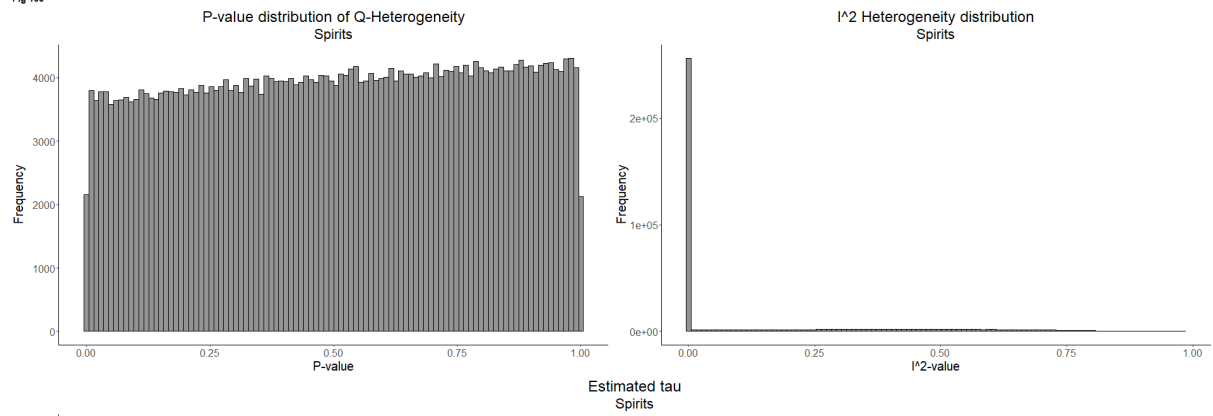 P-value distribution of Q-Heterogeneity
Spirits
4000
3000
2000
1000
0
Frequency
0.00 0.25 0.50 0.75 1.00
P-value
I^2 Heterogeneity distribution
Spirits
2e+05
1e+05
0e+00
Frequency
0.00 0.25 0.50 0.75 1.00
I^2-value
Estimated tau
Spirits